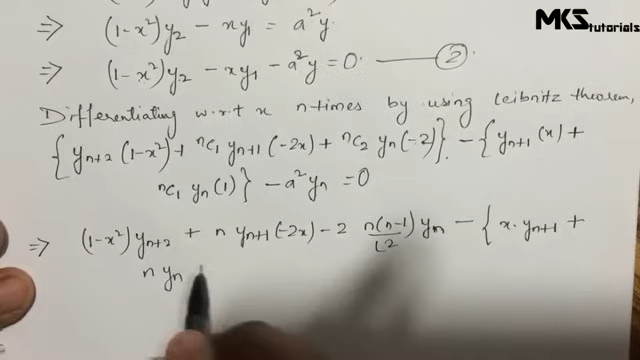 MKS tutorials
⇒ (1-x²)y₂ - xy₁ = a²y.
⇒ (1-x²)y₂ - xy₁ - a²y = 0. — ②.
Differentiating w.r.t x n-times by using Leibnitz theorem,
{yₙ₊₂ (1-x²)+ ⁿc₁ yₙ₊₁ (-2x) + ⁿc₂ yₙ(-2)}. - {yₙ₊₁ (x) +
ⁿc₁ yₙ(1)} - a²yₙ = 0
⇒ (1-x²)yₙ₊₂ + n yₙ₊₁(-2x) - 2 n(n-1)/L2 yₙ - {x.yₙ₊₁ +
n yₙ